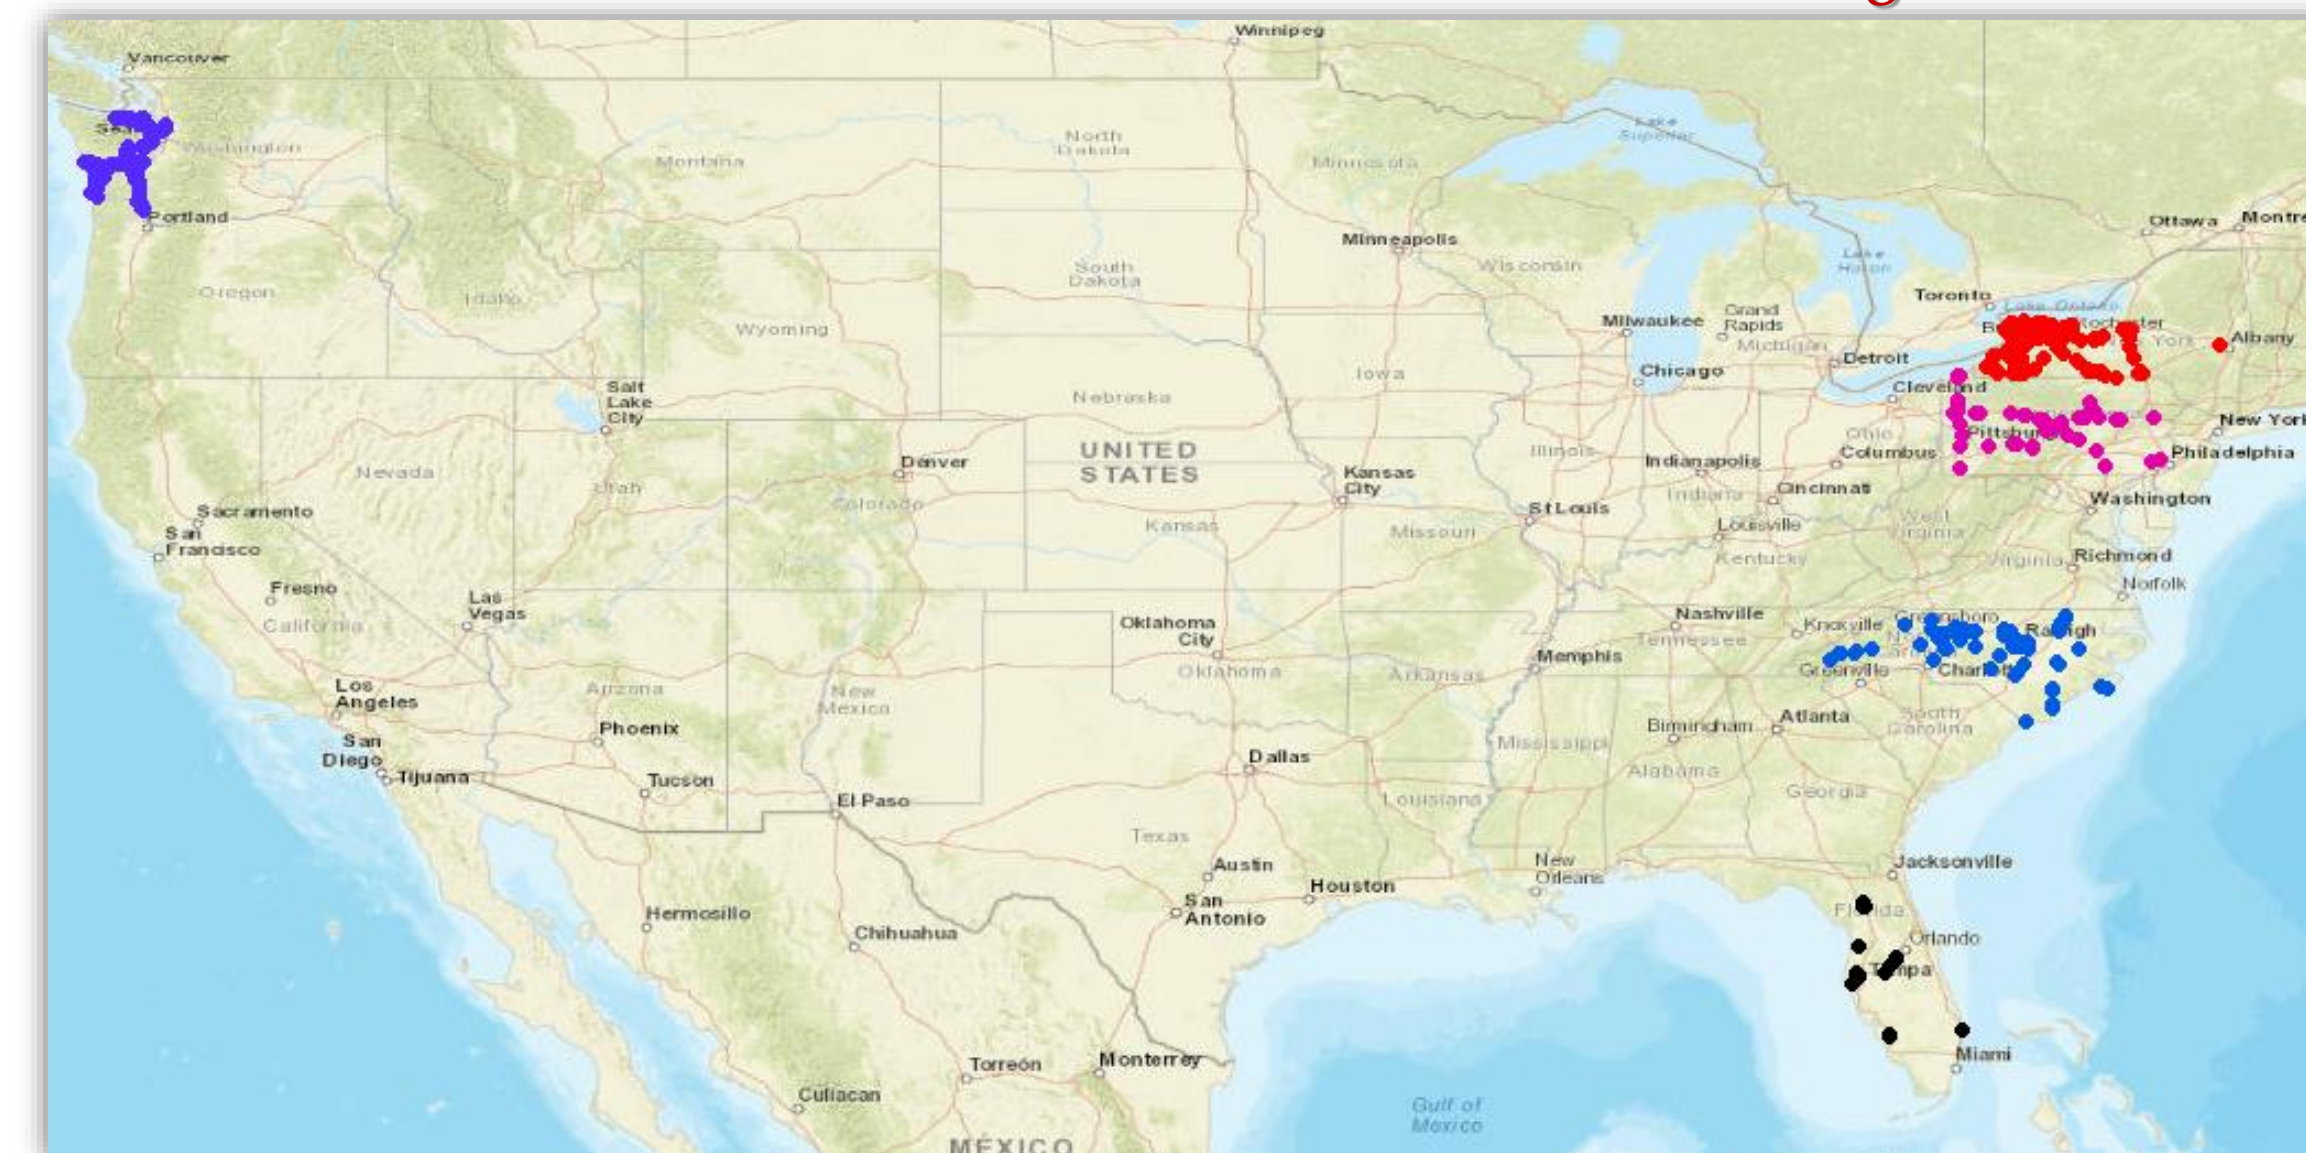 Winnipeg
Vancouver
Lake
Superior
Washington
North
Dakota
Montana
Minnesota
Portland
Ottawa
Minneapolis
Wisconsin
Lake
Huron
South
Dakota
Oregon
Idaho
Toronto
Lake Ontario
Wyoming
Milwaukee
Grand
Rapids
Michigan
York
Albany
Detroit
Chicago
Iowa
Salt
Lake
City
Cleveland
Nebraska
UNITED
STATES
Ohio
Columbus
Philadelphia
Nevada
Denver
Illinois
Indianapolis
Kansas
City
Utah
Colorado
Indiana
Cincinnati
Washington
Sacramento
San
Francisco
St Louis
Kansas
Missouri
Louisville
West
Virginia
Kentucky
Virginia
Richmond
Norfolk
Fresno
California
Las
Vegas
Oklahoma
City
Nashville
Tennessee
Knoxville
Memphis
Greenville
Oklahoma
Arkansas
Los
Angeles
Arizona
New
Mexico
Phoenix
Birmingham
Atlanta
South
Carolina
San
Diego
Tijuana
Mississippi
Dallas
Alabama
Tucson
El Paso
Louisiana
Georgia
Texas
Austin
New
Orleans
Jacksonville
Houston
San
Antonio
Hermosillo
Chihuahua
Orlando
Torreón
Monterrey
Miami
Culiacan
Gulf of
Mexico
MÉXICO